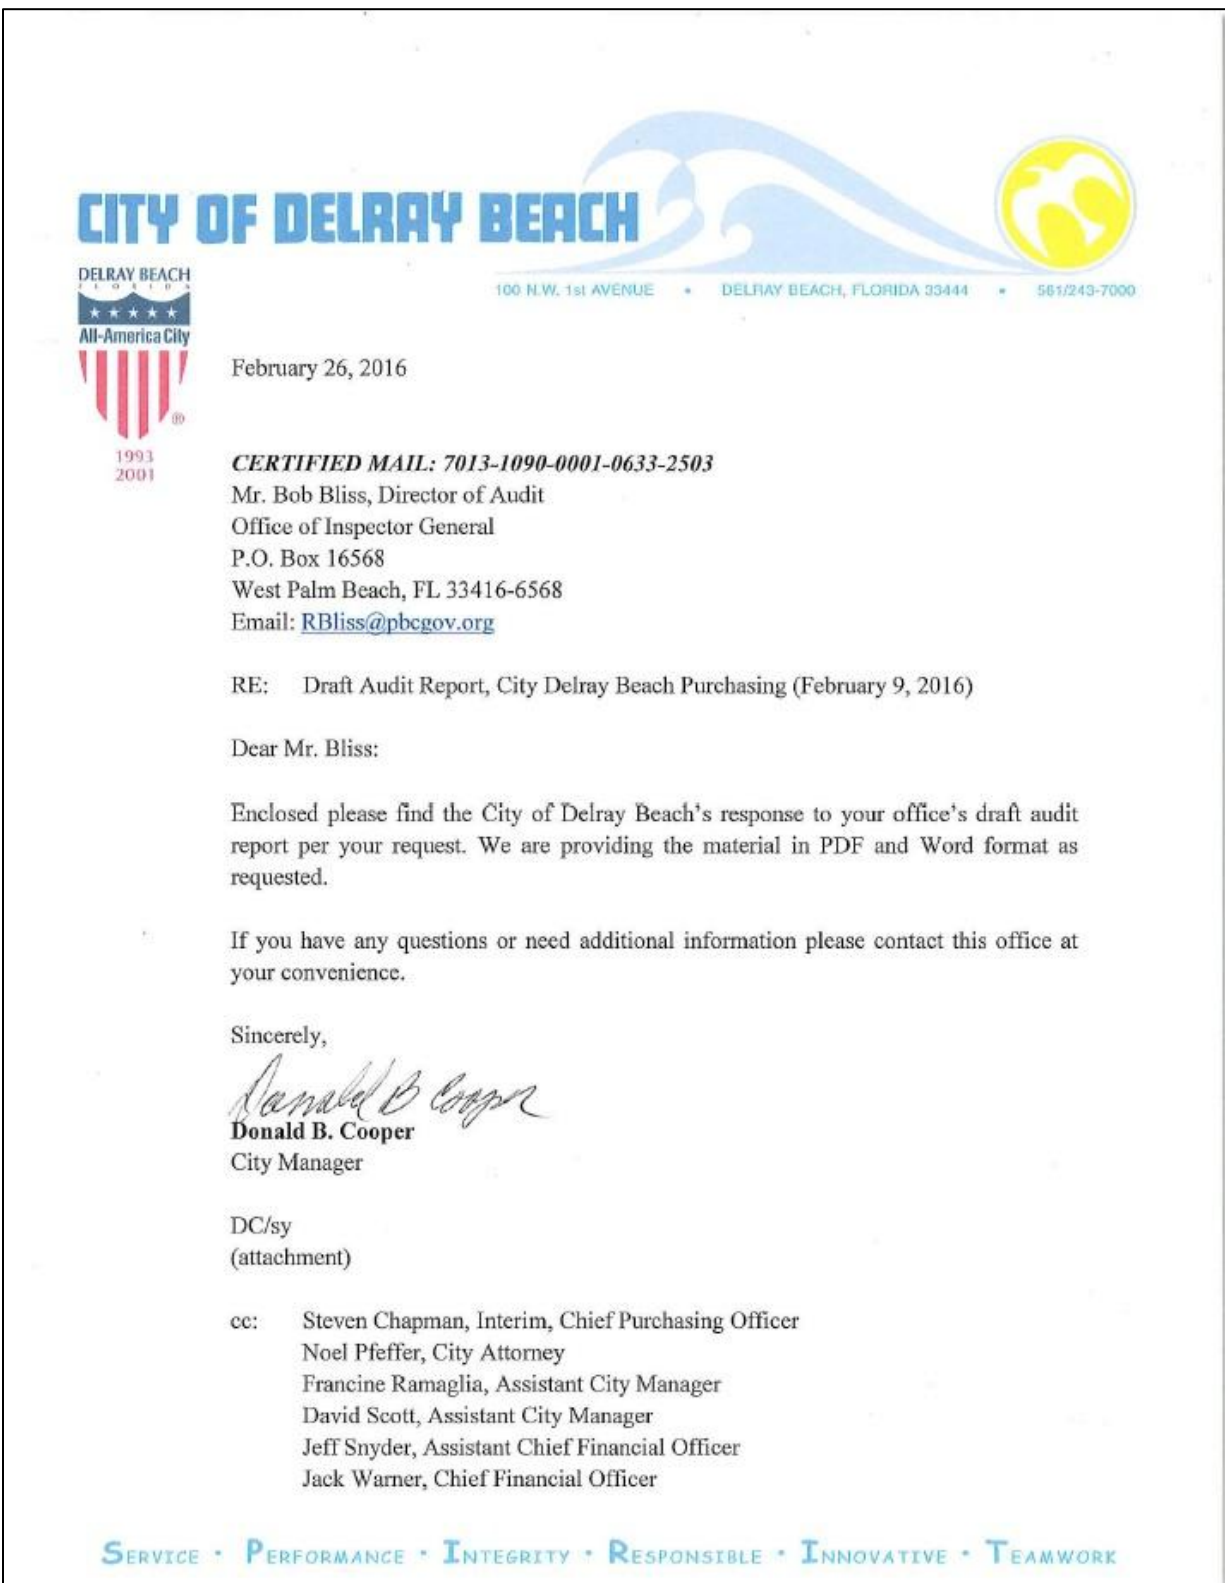 CITY OF DELRAY BEACH
DELRAY BEACH
FLORIDA
All-America City
®
1993
2001
100 N.W. 1st AVENUE • DELRAY BEACH, FLORIDA 33444 • 561/243-7000
February 26, 2016
CERTIFIED MAIL: 7013-1090-0001-0633-2503
Mr. Bob Bliss, Director of Audit
Office of Inspector General
P.O. Box 16568
West Palm Beach, FL 33416-6568
Email: RBliss@pbcgov.org
RE: Draft Audit Report, City Delray Beach Purchasing (February 9, 2016)
Dear Mr. Bliss:
Enclosed please find the City of Delray Beach's response to your office's draft audit
report per your request. We are providing the material in PDF and Word format as
requested.
If you have any questions or need additional information please contact this office at
your convenience.
Sincerely,
Donald B Cooper
Donald B. Cooper
City Manager
DC/sy
(attachment)
cc: Steven Chapman, Interim, Chief Purchasing Officer
Noel Pfeffer, City Attorney
Francine Ramaglia, Assistant City Manager
David Scott, Assistant City Manager
Jeff Snyder, Assistant Chief Financial Officer
Jack Warner, Chief Financial Officer
SERVICE • PERFORMANCE • INTEGRITY • RESPONSIBLE • INNOVATIVE • TEAMWORK